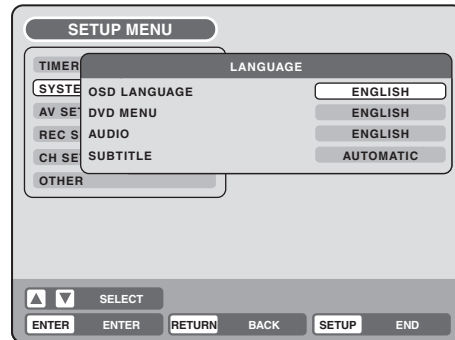 SETUP MENU
TIMER
LANGUAGE
SYSTE
OSD LANGUAGE
ENGLISH
AV SET
DVD MENU
ENGLISH
REC S
AUDIO
ENGLISH
CH SE
SUBTITLE
AUTOMATIC
OTHER
SELECT
ENTER ENTER RETURN BACK SETUP END